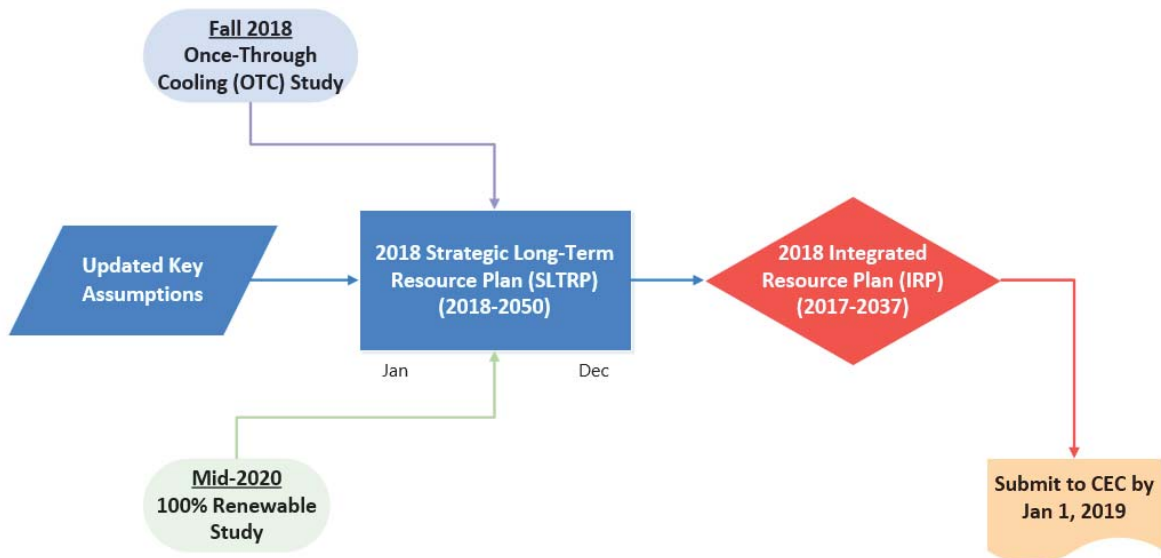 Fall 2018
Once-Through
Cooling (OTC) Study
Updated Key
Assumptions
2018 Strategic Long-Term
Resource Plan (SLTRP)
(2018-2050)
2018 Integrated
Resource Plan (IRP)
(2017-2037)
Jan
Dec
Mid-2020
100% Renewable
Study
Submit to CEC by
Jan 1, 2019